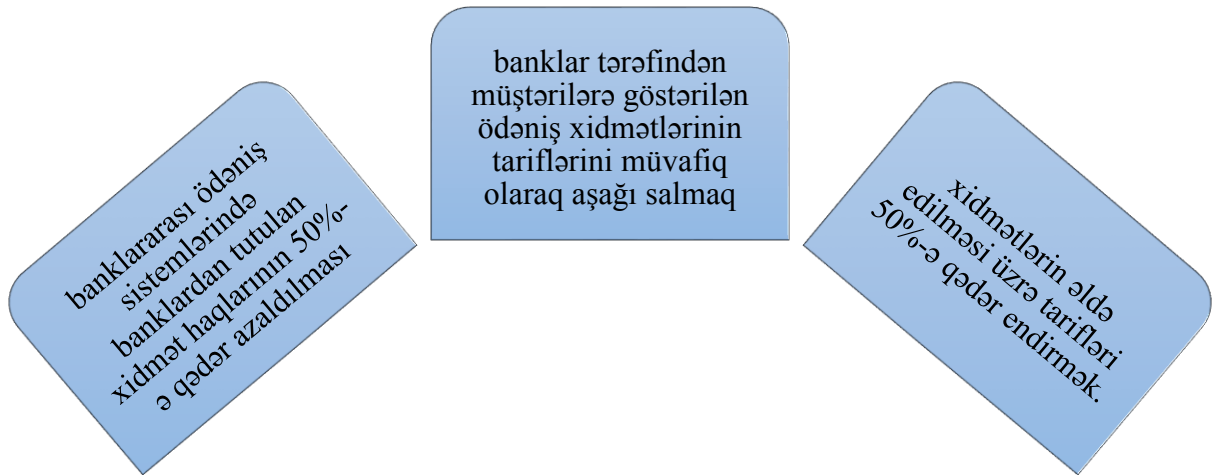 banklararası ödəniş
sistemlərində
banklardan tutulan
xidmət haqlarının 50%-
ə qədər azaldılması
banklar tərəfindən
müştərilərə göstərilən
ödəniş xidmətlərinin
tariflərini müvafiq
olaraq aşağı salmaq
xidmətlərin əldə
edilməsi üzrə tarifləri
50%-ə qədər endirmək.